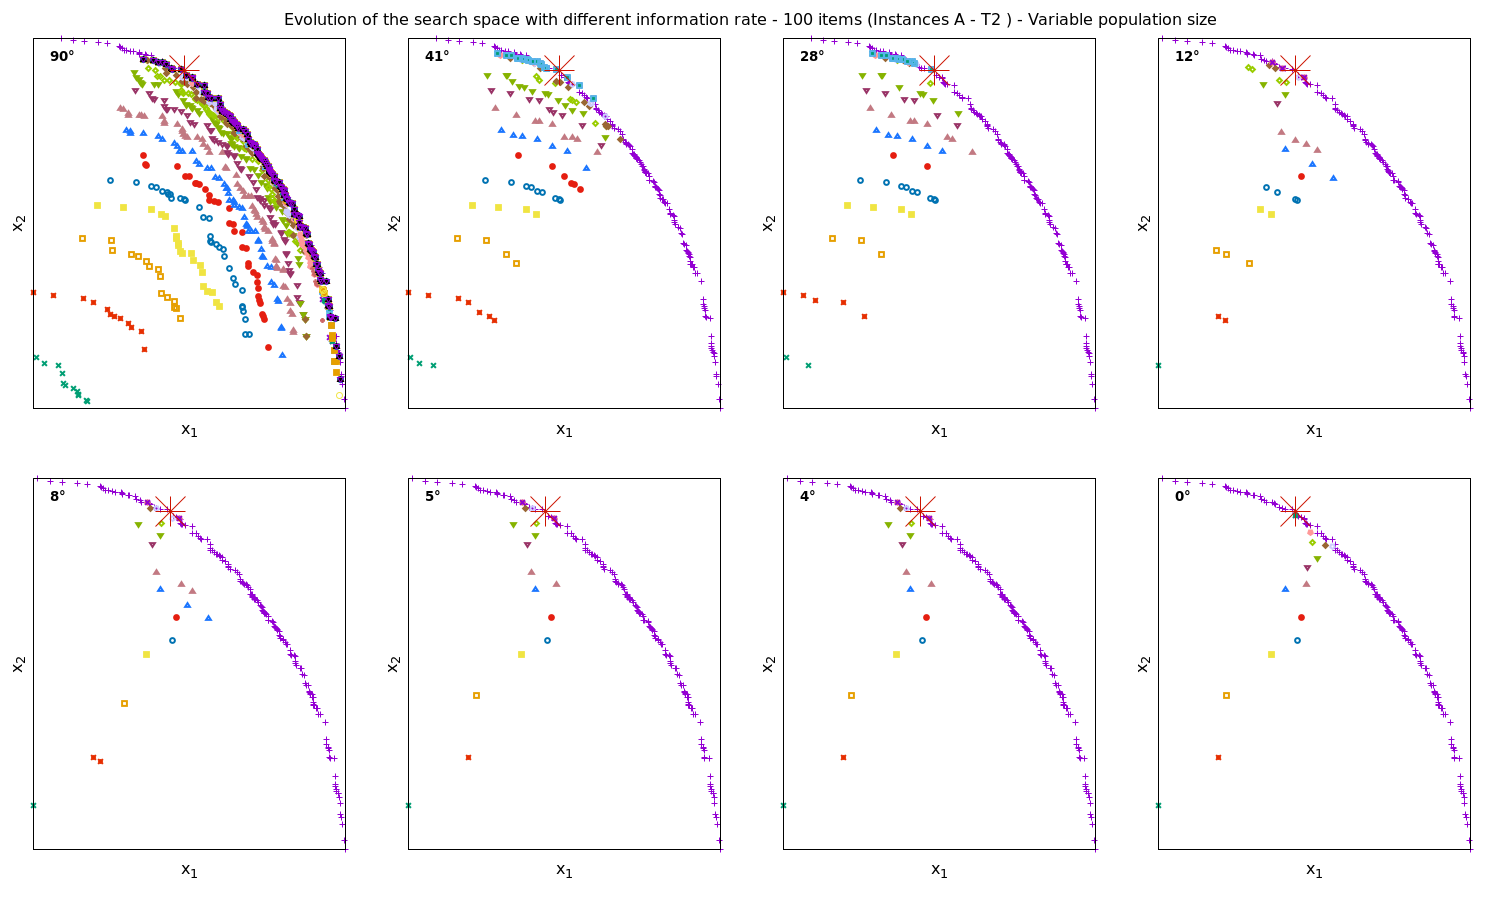 Evolution of the search space with different information rate - 100 items (Instances A - T2 ) - Variable population size
90°
41°
28°
12°
x₂
x₂
x₂
x₂
x₁
x₁
x₁
x₁
8°
5°
4°
0°
x₂
x₂
x₂
x₂
x₁
x₁
x₁
x₁